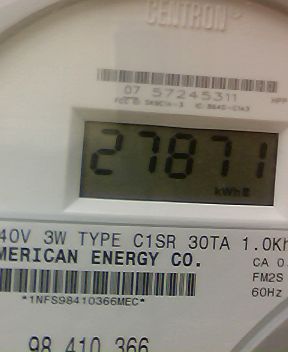 CENTRON
07 57245311
HPP
27871
kWh
40V 3W TYPE C1SR 30TA 1.0Kh
MERICAN ENERGY CO.
CA 0.
FM2S
60Hz
*1NFS98410366MEC*
98 410 366